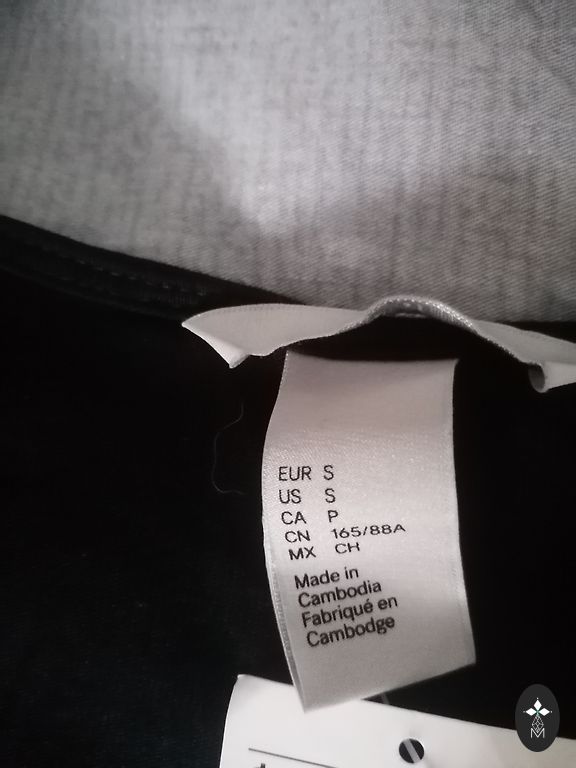 EUR S
US S
CA P
CN 165/88A
MX CH
Made in
Cambodia
Fabriqué en
Cambodge
M